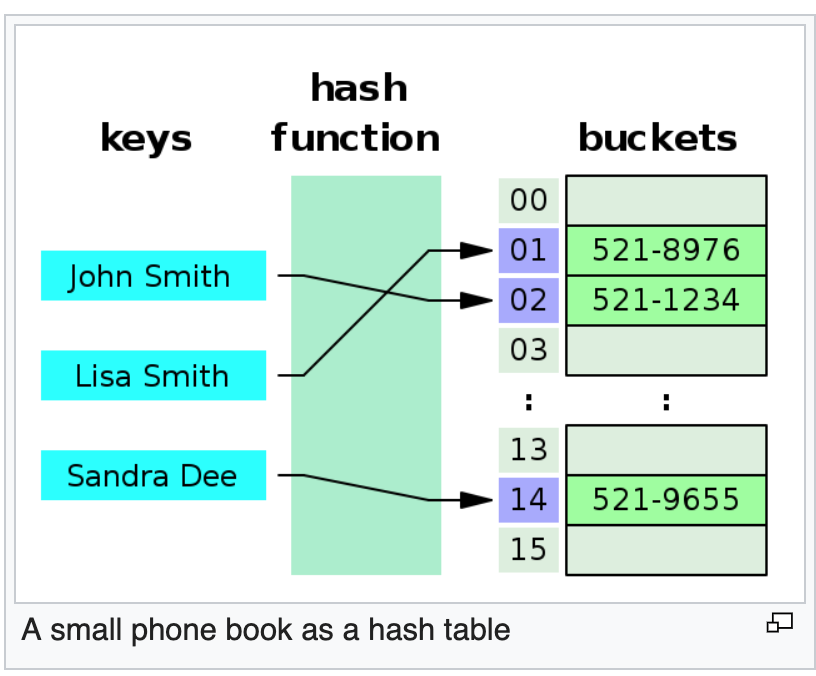 hash
keys function buckets
00
01 521-8976
John Smith
02 521-1234
03
Lisa Smith
: :
13
Sandra Dee
14 521-9655
15
A small phone book as a hash table